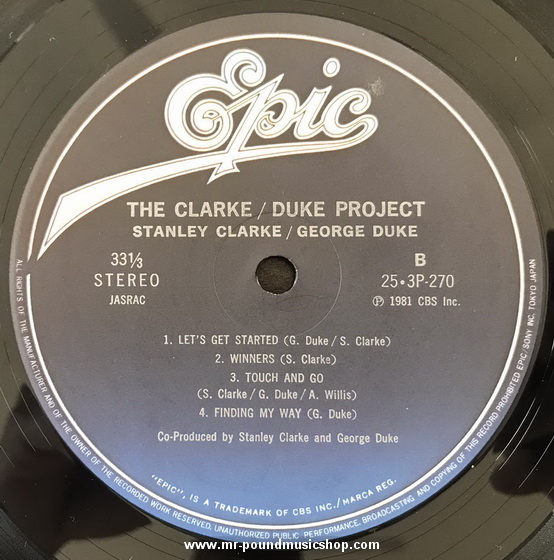 Epic
THE CLARKE / DUKE PROJECT
STANLEY CLARKE / GEORGE DUKE
33⅓
STEREO
JASRAC
B
25•3P-270
Ⓟ 1981 CBS Inc.
1. LET'S GET STARTED (G. Duke / S. Clarke)
2. WINNERS (S. Clarke)
3. TOUCH AND GO
(S. Clarke / G. Duke / A. Willis)
4. FINDING MY WAY (G. Duke)
Co-Produced by Stanley Clarke and George Duke
"EPIC", IS A TRADEMARK OF CBS INC./MARCA REG.
ALL RIGHTS OF THE MANUFACTURER AND OF THE OWNER OF THE RECORDED WORK RESERVED. UNAUTHORIZED PUBLIC PERFORMANCE, BROADCASTING AND COPYING OF THIS RECORD PROHIBITED EPIC/SONY INC. TOKYO JAPAN
www.mr-poundmusicshop.com